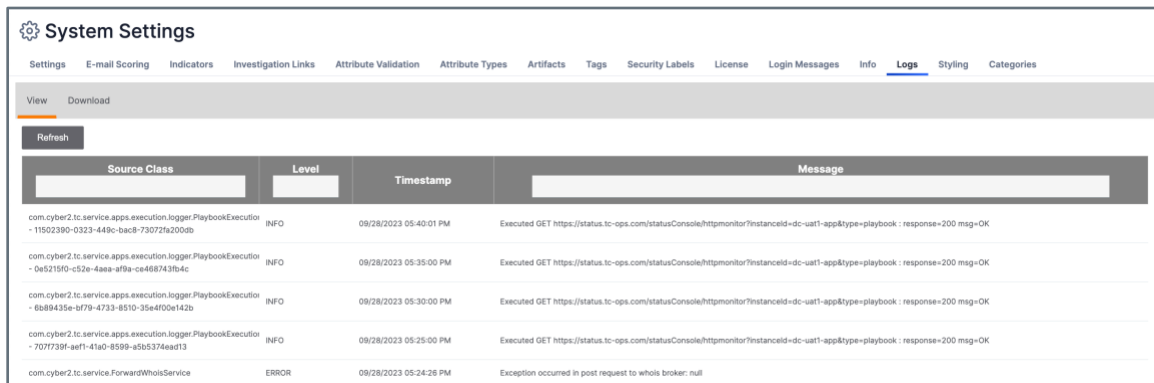 System Settings
Settings E-mail Scoring Indicators Investigation Links Attribute Validation Attribute Types Artifacts Tags Security Labels License Login Messages Info Logs Styling Categories
View Download
Refresh
Source Class Level Timestamp Message
com.cyber2.tc.service.apps.execution.logger.PlaybookExecution
- 11502390-0323-449c-bac8-73072fa200db INFO 09/28/2023 05:40:01 PM Executed GET https://status.tc-ops.com/statusConsole/httpmonitor?instanceId=dc-uat1-app&type=playbook : response=200 msg=OK
com.cyber2.tc.service.apps.execution.logger.PlaybookExecution
- 0e5215f0-c52e-4aea-af9a-ce468743fb4c INFO 09/28/2023 05:35:00 PM Executed GET https://status.tc-ops.com/statusConsole/httpmonitor?instanceId=dc-uat1-app&type=playbook : response=200 msg=OK
com.cyber2.tc.service.apps.execution.logger.PlaybookExecution
- 6b89435e-bf79-4733-8510-35e4f00e142b INFO 09/28/2023 05:30:00 PM Executed GET https://status.tc-ops.com/statusConsole/httpmonitor?instanceId=dc-uat1-app&type=playbook : response=200 msg=OK
com.cyber2.tc.service.apps.execution.logger.PlaybookExecution
- 707f739f-aef1-41a0-8599-a5b5374ead13 INFO 09/28/2023 05:25:00 PM Executed GET https://status.tc-ops.com/statusConsole/httpmonitor?instanceId=dc-uat1-app&type=playbook : response=200 msg=OK
com.cyber2.tc.service.ForwardWhoisService ERROR 09/28/2023 05:24:26 PM Exception occurred in post request to whois broker: null